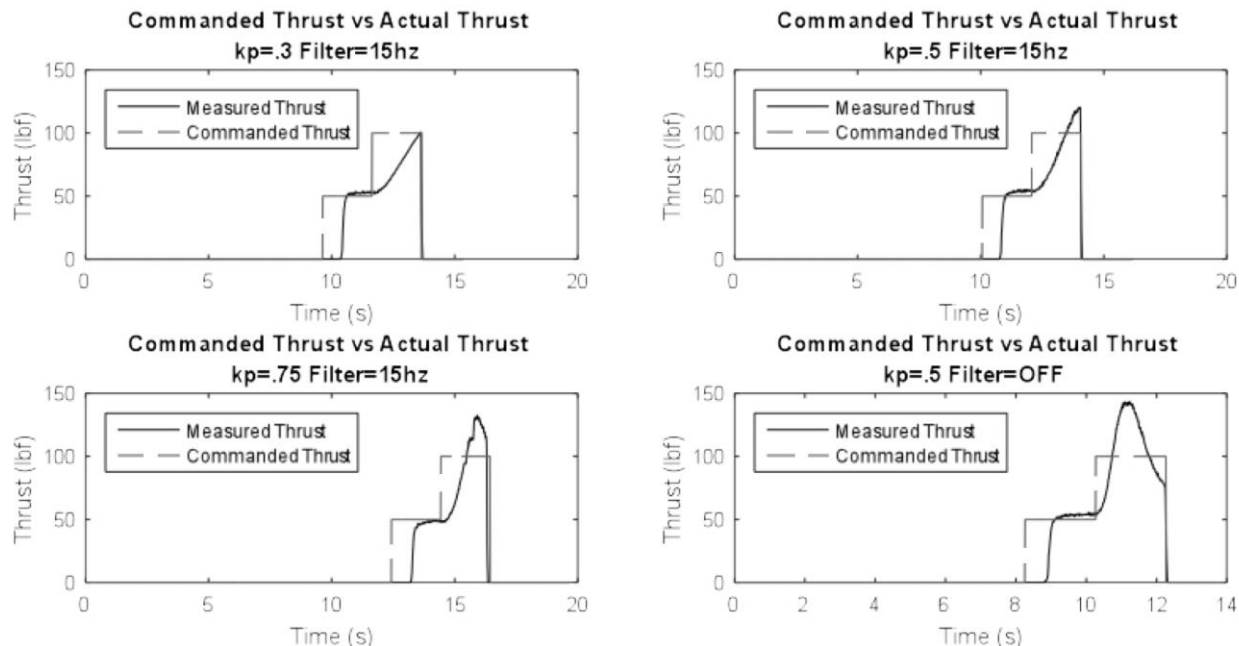 Commanded Thrust vs Actual Thrust
kp=.3 Filter=15hz
150
100
50
0
Thrust (lbf)
Measured Thrust
Commanded Thrust
0 5 10 15 20
Time (s)
Commanded Thrust vs Actual Thrust
kp=.5 Filter=15hz
150
100
50
0
Thrust (lbf)
Measured Thrust
Commanded Thrust
0 5 10 15 20
Time (s)
Commanded Thrust vs Actual Thrust
kp=.75 Filter=15hz
150
100
50
0
Thrust (lbf)
Measured Thrust
Commanded Thrust
0 5 10 15 20
Time (s)
Commanded Thrust vs Actual Thrust
kp=.5 Filter=OFF
150
100
50
0
Thrust (lbf)
Measured Thrust
Commanded Thrust
0 2 4 6 8 10 12 14
Time (s)